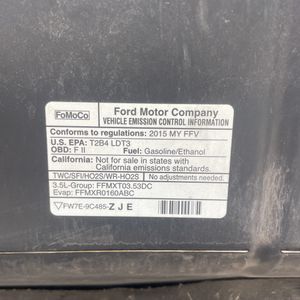 FoMoCo
Ford Motor Company
VEHICLE EMISSION CONTROL INFORMATION
Conforms to regulations: 2015 MY FFV
U.S. EPA: T2B4 LDT3
OBD: F II Fuel: Gasoline/Ethanol
California: Not for sale in states with
California emissions standards.
TWC/SFI/HO2S/WR-HO2S No adjustments needed.
3.5L-Group: FFMXT03.53DC
Evap: FFMXR0160ABC
FW7E-9C485-ZJE